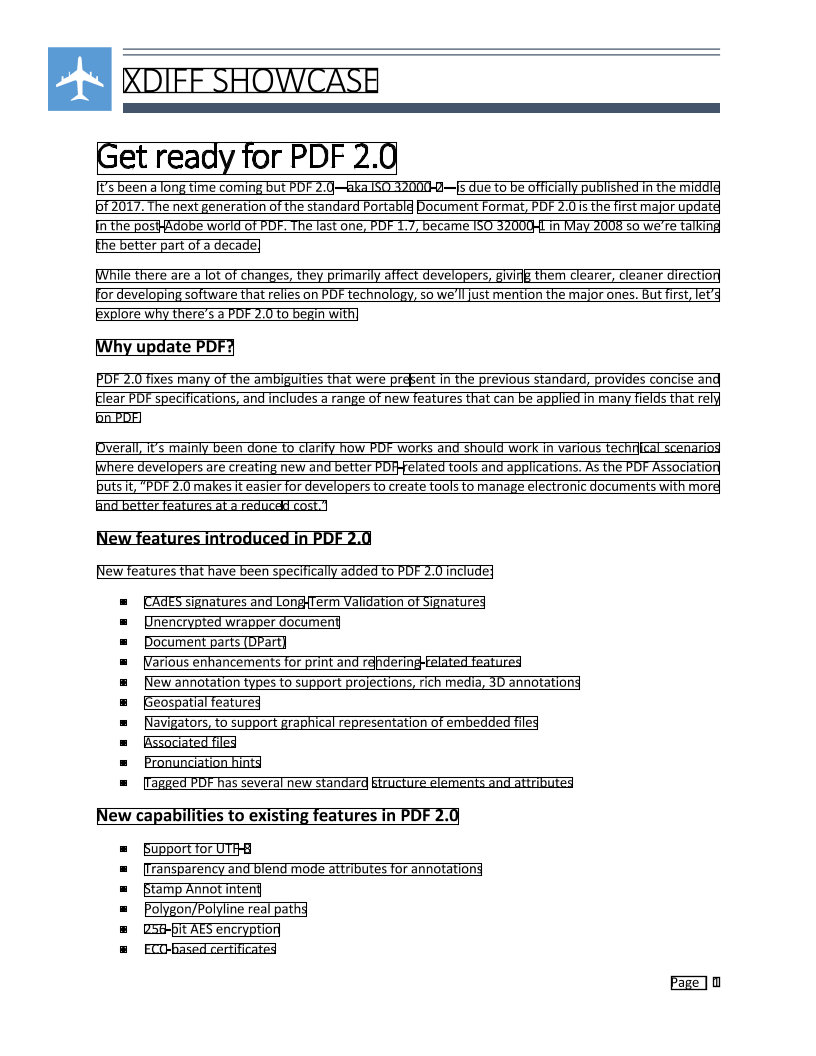 XDIFF SHOWCASE
Get ready for PDF 2.0
It's been a long time coming but PDF 2.0 —aka ISO 32000-2— is due to be officially published in the middle
of 2017. The next generation of the standard Portable Document Format, PDF 2.0 is the first major update
in the post-Adobe world of PDF. The last one, PDF 1.7, became ISO 32000-1 in May 2008 so we're talking
the better part of a decade.
While there are a lot of changes, they primarily affect developers, giving them clearer, cleaner direction
for developing software that relies on PDF technology, so we'll just mention the major ones. But first, let's
explore why there's a PDF 2.0 to begin with.
Why update PDF?
PDF 2.0 fixes many of the ambiguities that were present in the previous standard, provides concise and
clear PDF specifications, and includes a range of new features that can be applied in many fields that rely
on PDF.
Overall, it's mainly been done to clarify how PDF works and should work in various technical scenarios
where developers are creating new and better PDF-related tools and applications. As the PDF Association
puts it, “PDF 2.0 makes it easier for developers to create tools to manage electronic documents with more
and better features at a reduced cost.”
New features introduced in PDF 2.0
New features that have been specifically added to PDF 2.0 include:
▪ CAdES signatures and Long-Term Validation of Signatures
▪ Unencrypted wrapper document
▪ Document parts (DPart)
▪ Various enhancements for print and rendering-related features
▪ New annotation types to support projections, rich media, 3D annotations
▪ Geospatial features
▪ Navigators, to support graphical representation of embedded files
▪ Associated files
▪ Pronunciation hints
▪ Tagged PDF has several new standard structure elements and attributes
New capabilities to existing features in PDF 2.0
▪ Support for UTF-8
▪ Transparency and blend mode attributes for annotations
▪ Stamp Annot intent
▪ Polygon/Polyline real paths
▪ 256-bit AES encryption
▪ ECC-based certificates
Page | 1